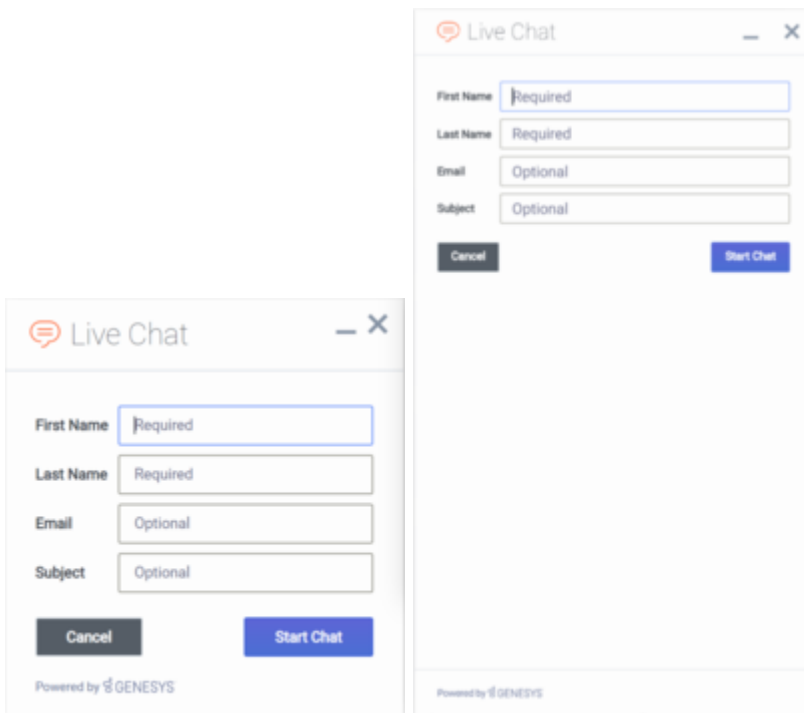 Live Chat
First Name Required
Last Name Required
Email Optional
Subject Optional
Cancel Start Chat
Powered by GENESYS
Live Chat
First Name Required
Last Name Required
Email Optional
Subject Optional
Cancel Start Chat
Powered by GENESYS